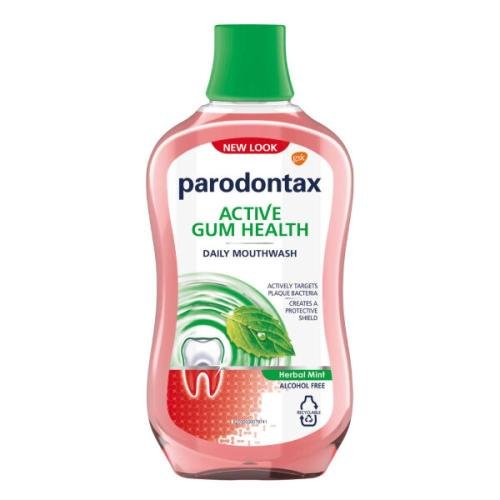 NEW LOOK
gsk
parodontax
ACTIVE
GUM HEALTH
DAILY MOUTHWASH
ACTIVELY TARGETS
PLAQUE BACTERIA
CREATES A
PROTECTIVE
SHIELD
Herbal Mint
ALCOHOL FREE
RECYCLABLE